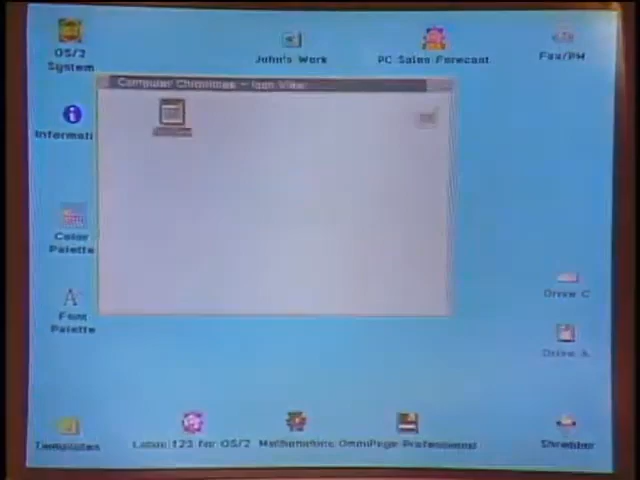 OS/2
System
John's Work
PC Sales Forecast
Fax/PM
Computer Chronicles - Icon View
Informati
Color
Palette
Font
Palette
Drive C
Drive A
Templates
Lotus 123 for OS/2
Mathematica
OmniPage Professional
Shredder